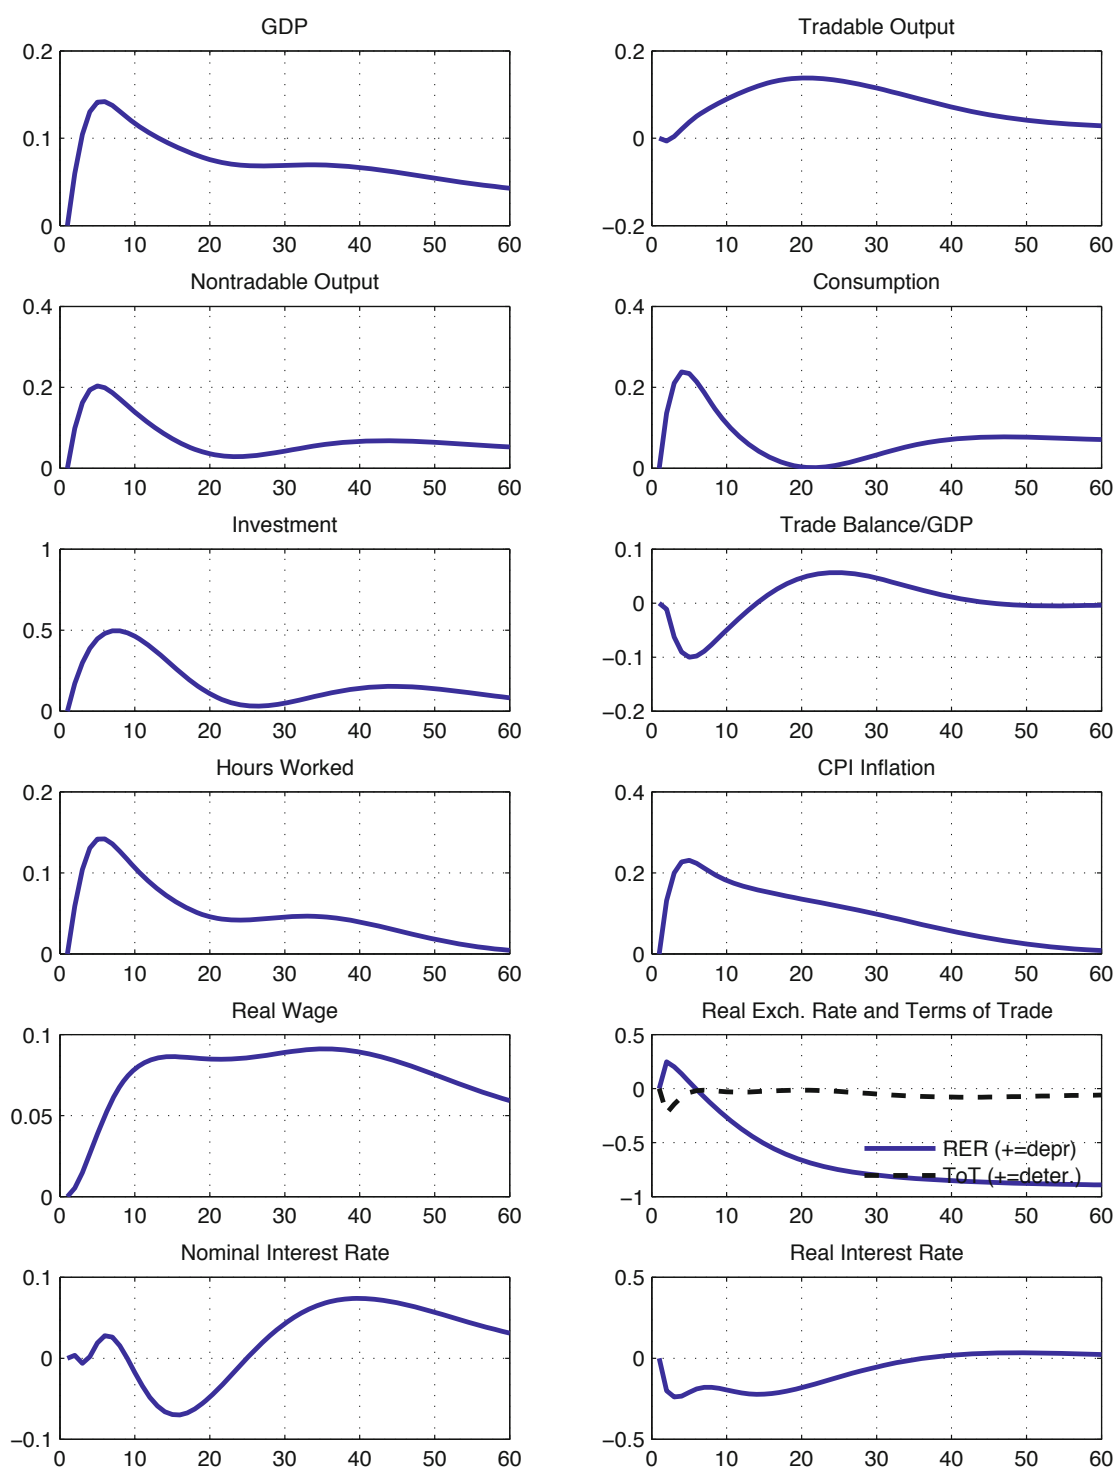 GDP
0.2
0.1
0
0 10 20 30 40 50 60
Tradable Output
0.2
0
−0.2
0 10 20 30 40 50 60
Nontradable Output
0.4
0.2
0
0 10 20 30 40 50 60
Consumption
0.4
0.2
0
0 10 20 30 40 50 60
Investment
1
0.5
0
0 10 20 30 40 50 60
Trade Balance/GDP
0.1
0
−0.1
−0.2
0 10 20 30 40 50 60
Hours Worked
0.2
0.1
0
0 10 20 30 40 50 60
CPI Inflation
0.4
0.2
0
0 10 20 30 40 50 60
Real Wage
0.1
0.05
0
0 10 20 30 40 50 60
Real Exch. Rate and Terms of Trade
0.5
0
−0.5
−1
RER (+=depr)
ToT (+=deter.)
0 10 20 30 40 50 60
Nominal Interest Rate
0.1
0
−0.1
0 10 20 30 40 50 60
Real Interest Rate
0.5
0
−0.5
0 10 20 30 40 50 60